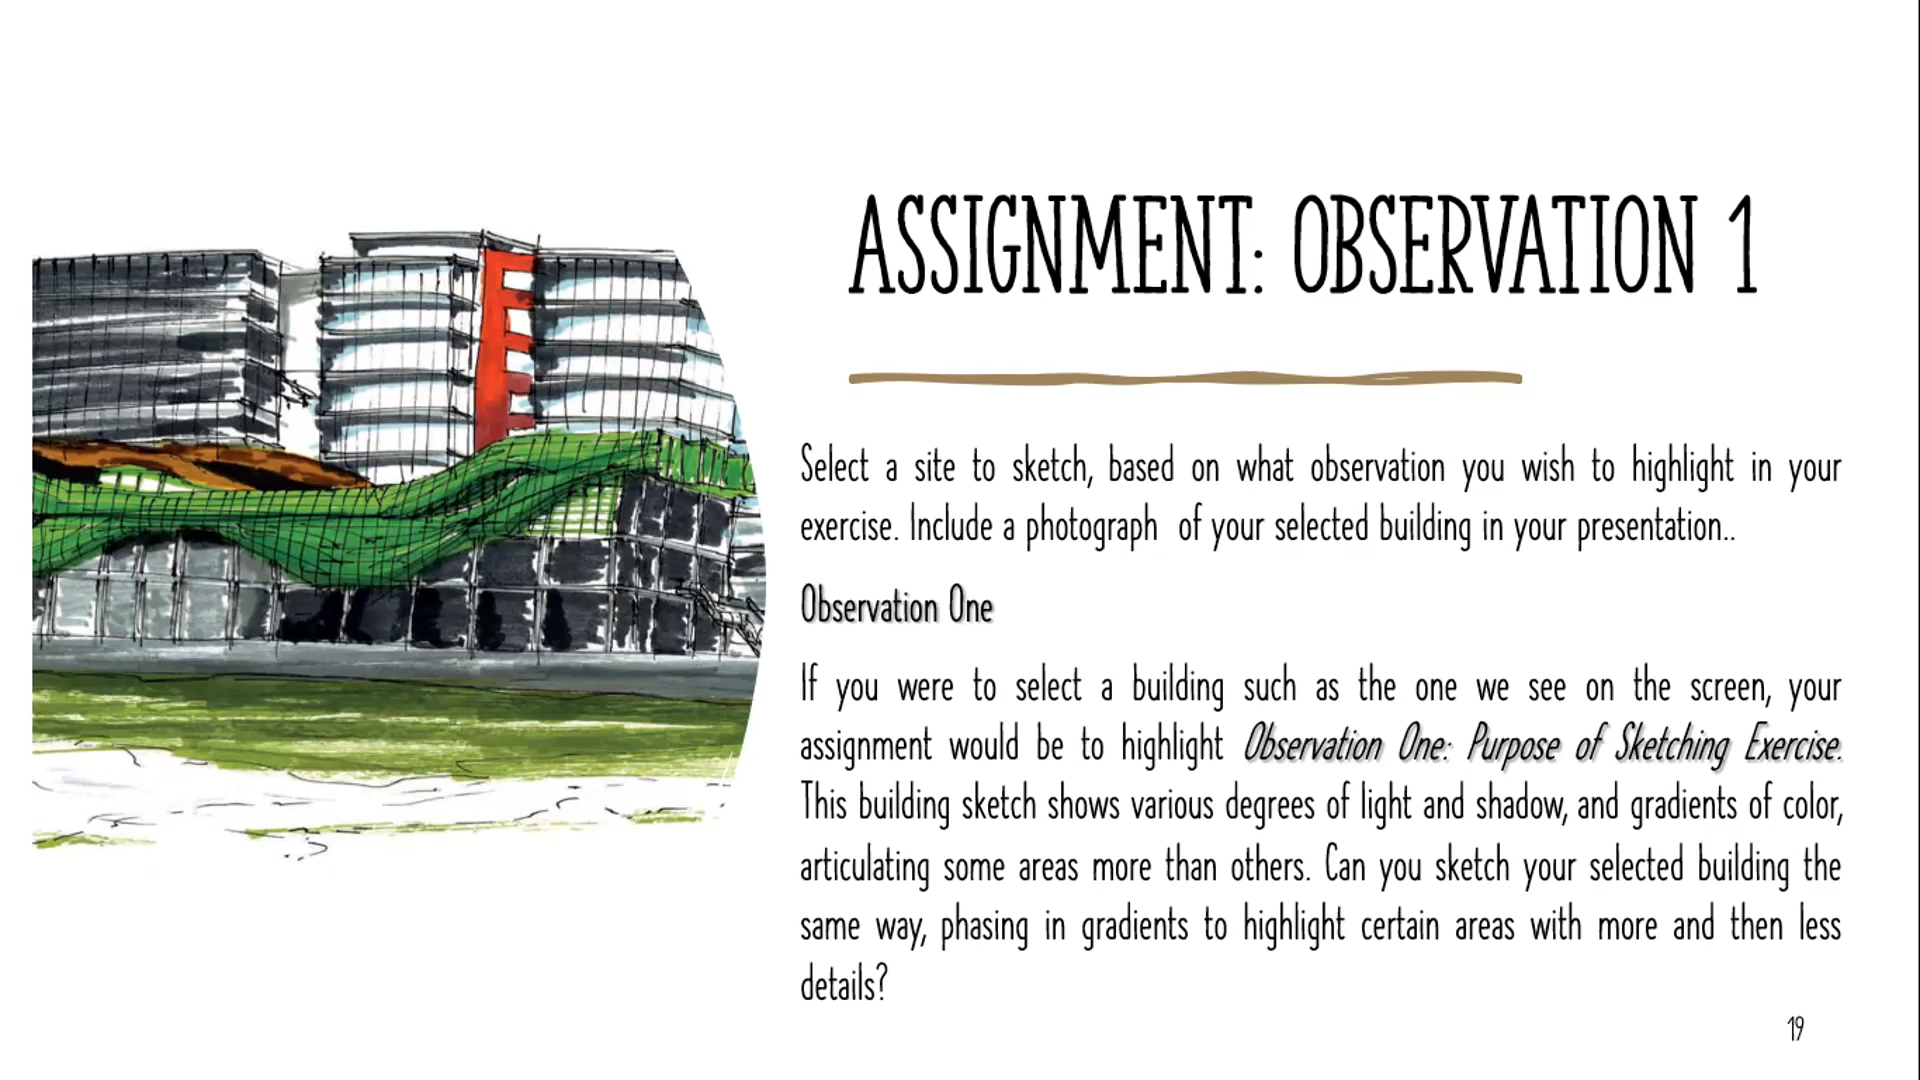 ASSIGNMENT: OBSERVATION 1
Select a site to sketch, based on what observation you wish to highlight in your
exercise. Include a photograph of your selected building in your presentation..
Observation One
If you were to select a building such as the one we see on the screen, your
assignment would be to highlight Observation One: Purpose of Sketching Exercise.
This building sketch shows various degrees of light and shadow, and gradients of color,
articulating some areas more than others. Can you sketch your selected building the
same way, phasing in gradients to highlight certain areas with more and then less
details?
19